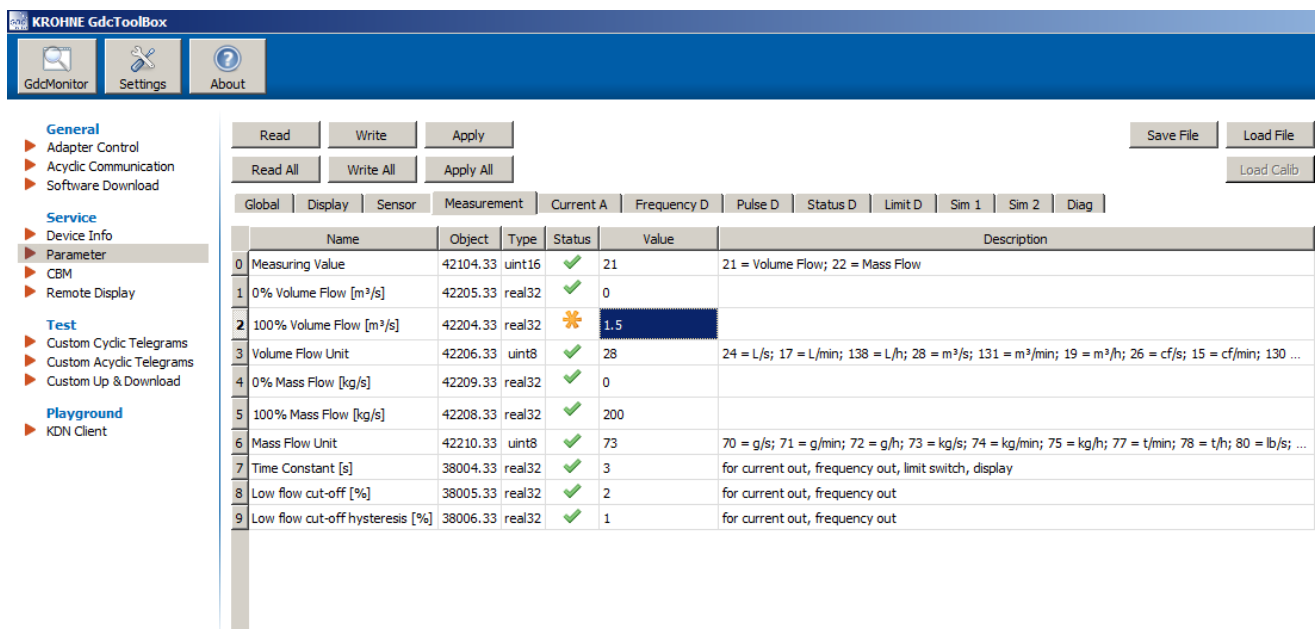 KROHNE GdcToolBox
GdcMonitor Settings About
General
Adapter Control
Acyclic Communication
Software Download
Service
Device Info
Parameter
CBM
Remote Display
Test
Custom Cyclic Telegrams
Custom Acyclic Telegrams
Custom Up & Download
Playground
KDN Client
Read Write Apply Save File Load File
Read All Write All Apply All Load Calib
Global Display Sensor Measurement Current A Frequency D Pulse D Status D Limit D Sim 1 Sim 2 Diag
Name Object Type Status Value Description
0 Measuring Value 42104.33 uint16 21 21 = Volume Flow; 22 = Mass Flow
1 0% Volume Flow [m³/s] 42205.33 real32 0
2 100% Volume Flow [m³/s] 42204.33 real32 1.5
3 Volume Flow Unit 42206.33 uint8 28 24 = L/s; 17 = L/min; 138 = L/h; 28 = m³/s; 131 = m³/min; 19 = m³/h; 26 = cf/s; 15 = cf/min; 130 ...
4 0% Mass Flow [kg/s] 42209.33 real32 0
5 100% Mass Flow [kg/s] 42208.33 real32 200
6 Mass Flow Unit 42210.33 uint8 73 70 = g/s; 71 = g/min; 72 = g/h; 73 = kg/s; 74 = kg/min; 75 = kg/h; 77 = t/min; 78 = t/h; 80 = lb/s; ...
7 Time Constant [s] 38004.33 real32 3 for current out, frequency out, limit switch, display
8 Low flow cut-off [%] 38005.33 real32 2 for current out, frequency out
9 Low flow cut-off hysteresis [%] 38006.33 real32 1 for current out, frequency out